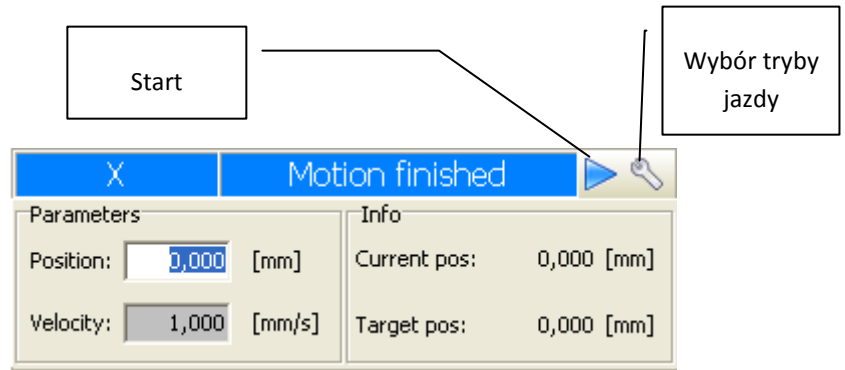 Start
Wybór tryby
jazdy
X Motion finished
Parameters
Position: 0,000 [mm]
Velocity: 1,000 [mm/s]
Info
Current pos: 0,000 [mm]
Target pos: 0,000 [mm]